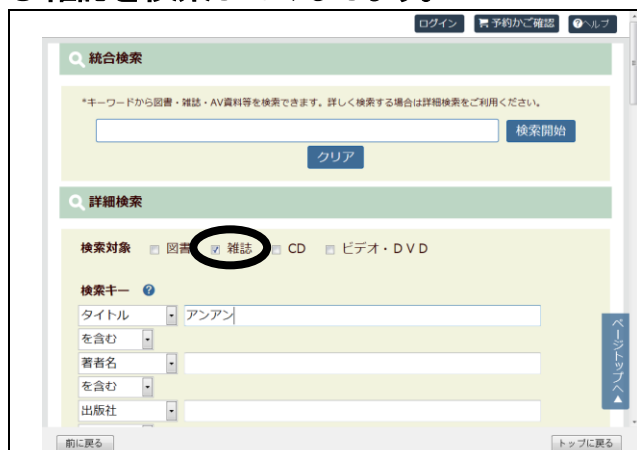 ログイン 予約かご確認 ?ヘルプ
統合検索
*キーワードから図書・雑誌・AV資料等を検索できます。詳しく検索する場合は詳細検索をご利用ください。
検索開始
クリア
詳細検索
検索対象 図書 雑誌 CD ビデオ・DVD
検索キー ?
タイトル アンアン
を含む
著者名
を含む
出版社
ページトップへ▲
前に戻る トップに戻る